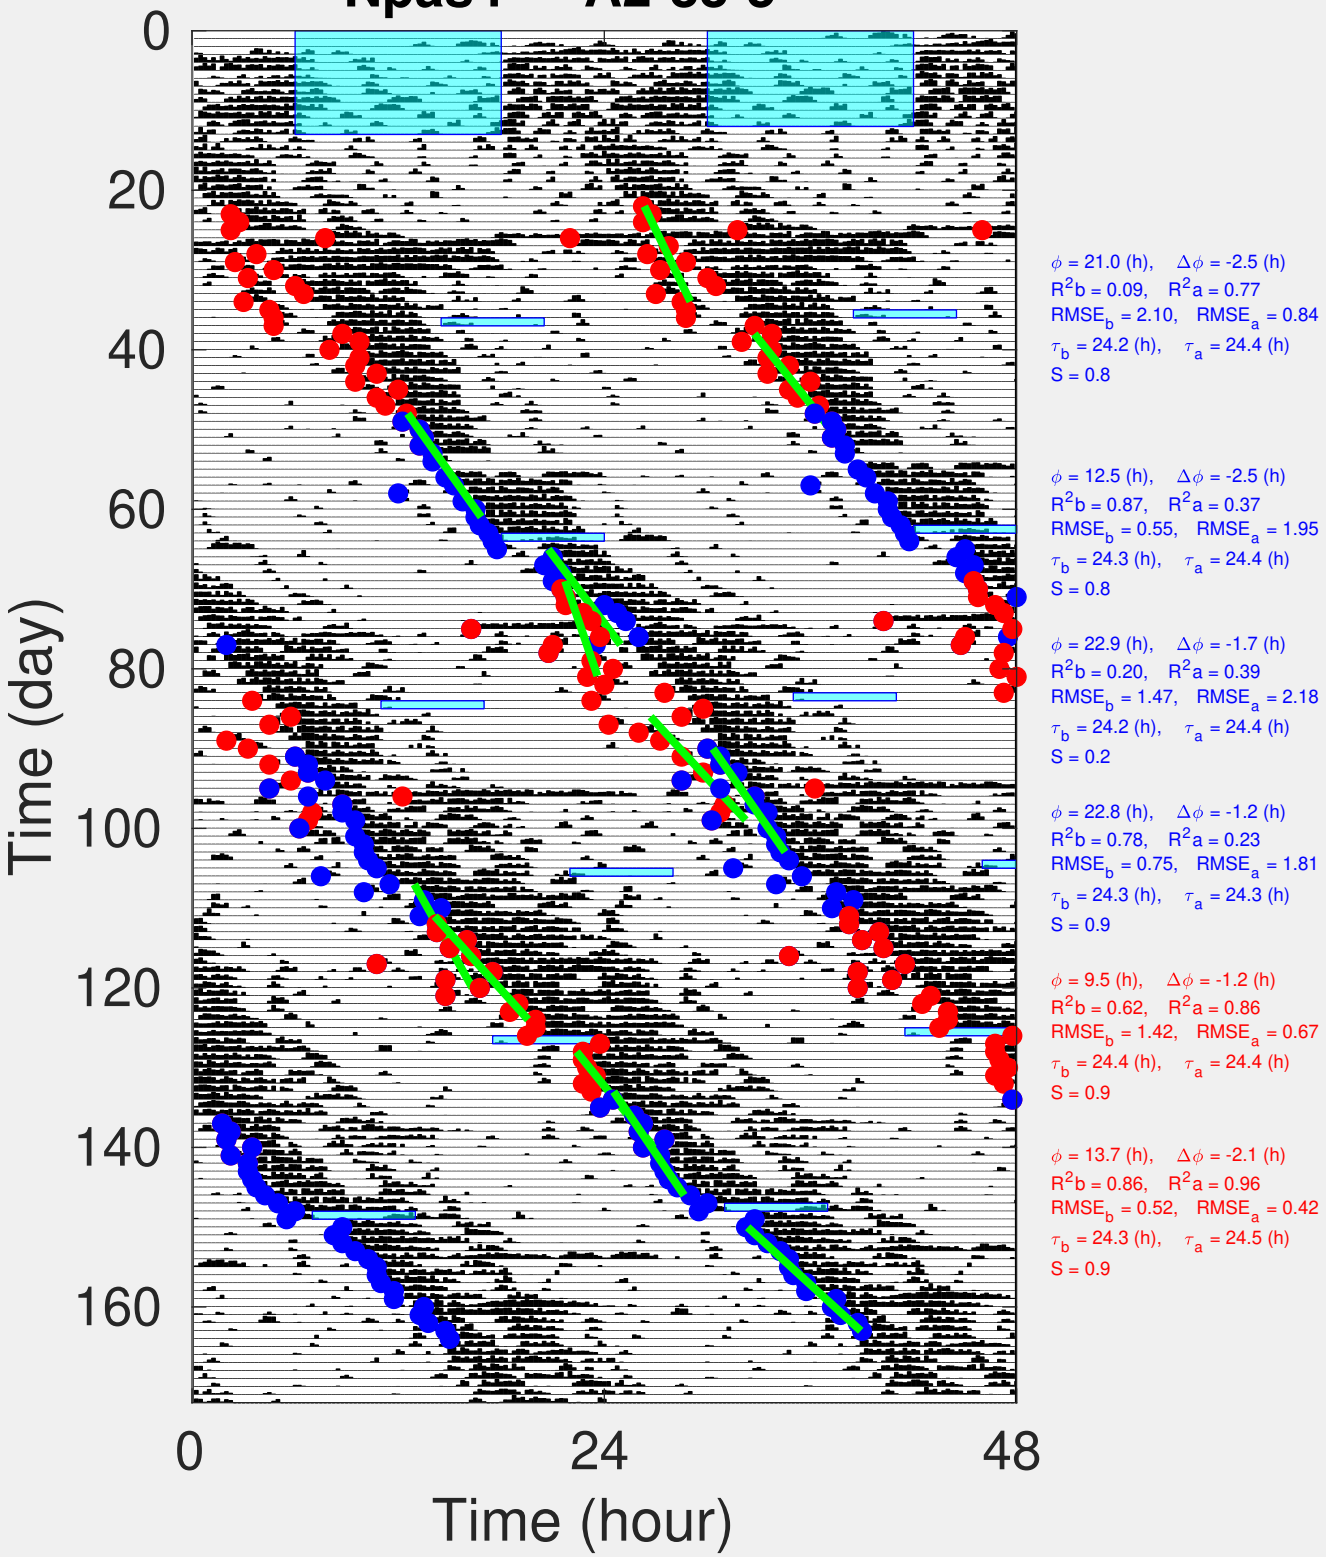 0
20
40
60
80
100
120
140
160
0 24 48
Time (hour)
Time (day)
ϕ = 21.0 (h), Δϕ = -2.5 (h)
R²b = 0.09, R²a = 0.77
RMSE_b = 2.10, RMSE_a = 0.84
τ_b = 24.2 (h), τ_a = 24.4 (h)
S = 0.8
ϕ = 12.5 (h), Δϕ = -2.5 (h)
R²b = 0.87, R²a = 0.37
RMSE_b = 0.55, RMSE_a = 1.95
τ_b = 24.3 (h), τ_a = 24.4 (h)
S = 0.8
ϕ = 22.9 (h), Δϕ = -1.7 (h)
R²b = 0.20, R²a = 0.39
RMSE_b = 1.47, RMSE_a = 2.18
τ_b = 24.2 (h), τ_a = 24.4 (h)
S = 0.2
ϕ = 22.8 (h), Δϕ = -1.2 (h)
R²b = 0.78, R²a = 0.23
RMSE_b = 0.75, RMSE_a = 1.81
τ_b = 24.3 (h), τ_a = 24.3 (h)
S = 0.9
ϕ = 9.5 (h), Δϕ = -1.2 (h)
R²b = 0.62, R²a = 0.86
RMSE_b = 1.42, RMSE_a = 0.67
τ_b = 24.4 (h), τ_a = 24.4 (h)
S = 0.9
ϕ = 13.7 (h), Δϕ = -2.1 (h)
R²b = 0.86, R²a = 0.96
RMSE_b = 0.52, RMSE_a = 0.42
τ_b = 24.3 (h), τ_a = 24.5 (h)
S = 0.9